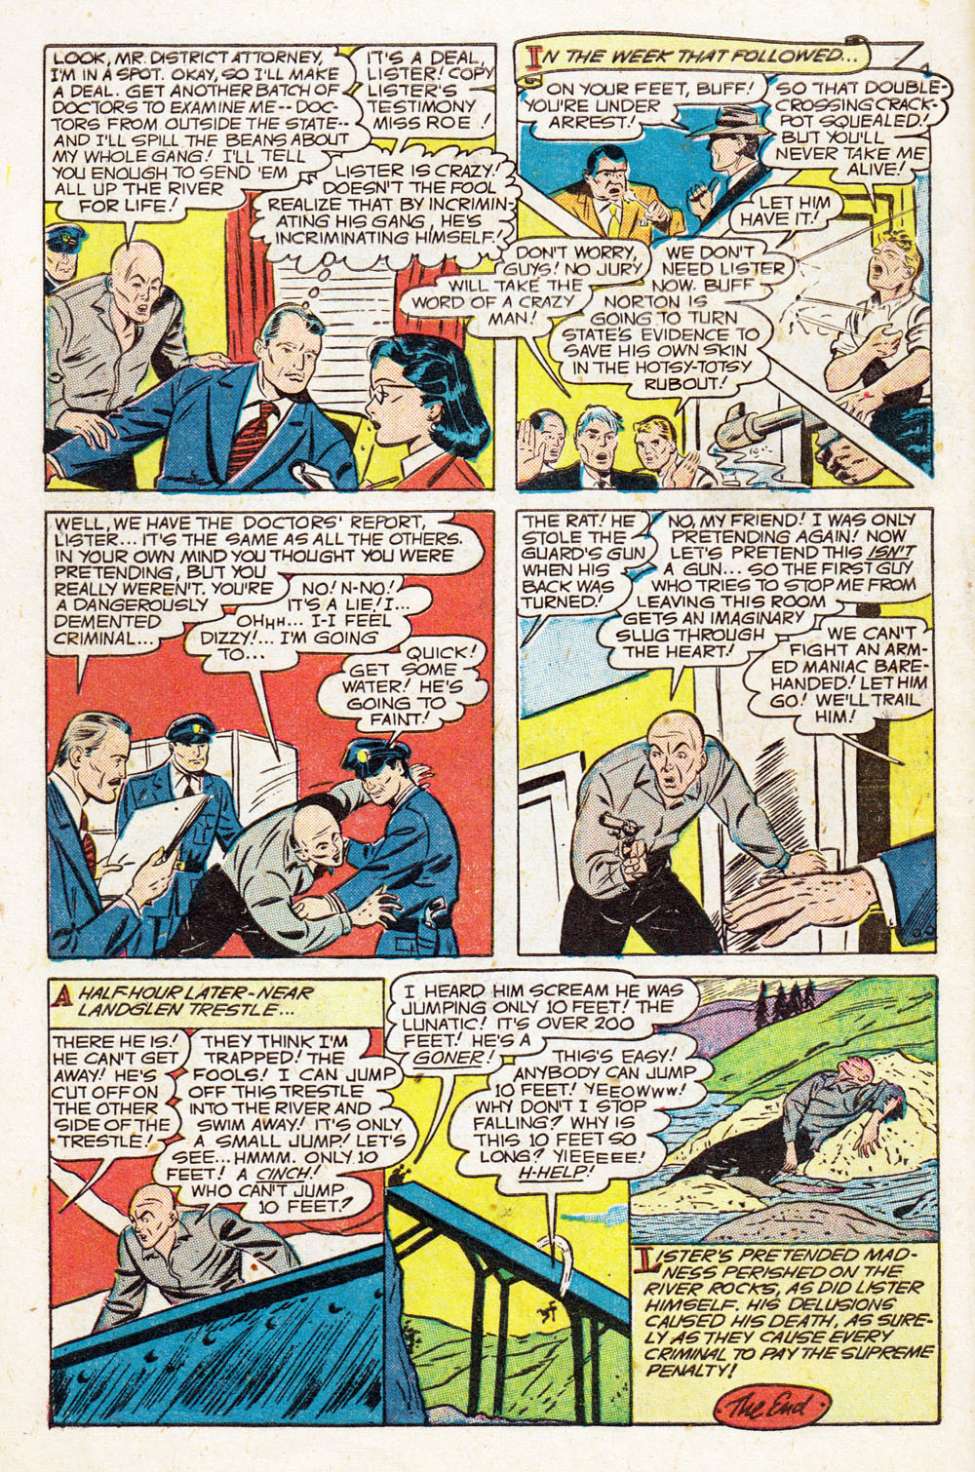 LOOK, MR. DISTRICT ATTORNEY,
I'M IN A SPOT. OKAY, SO I'LL MAKE
A DEAL. GET ANOTHER BATCH OF
DOCTORS TO EXAMINE ME--DOC-
TORS FROM OUTSIDE THE STATE--
AND I'LL SPILL THE BEANS ABOUT
MY WHOLE GANG! I'LL TELL
YOU ENOUGH TO SEND 'EM
ALL UP THE RIVER
FOR LIFE!
IT'S A DEAL,
LISTER! COPY
LISTER'S
TESTIMONY
MISS ROE!
LISTER IS CRAZY!
DOESN'T THE FOOL
REALIZE THAT BY INCRIMIN-
ATING HIS GANG, HE'S
INCRIMINATING HIMSELF!
IN THE WEEK THAT FOLLOWED...
ON YOUR FEET, BUFF!
YOU'RE UNDER
ARREST!
SO THAT DOUBLE-
CROSSING CRACK-
POT SQUEALED!
BUT YOU'LL
NEVER TAKE ME
ALIVE!
LET HIM
HAVE IT!
DON'T WORRY,
GUYS! NO JURY
WILL TAKE THE
WORD OF A CRAZY
MAN!
WE DON'T
NEED LISTER
NOW. BUFF
NORTON IS
GOING TO TURN
STATE'S EVIDENCE TO
SAVE HIS OWN SKIN
IN THE HOTSY-TOTSY
RUBOUT!
WELL, WE HAVE THE DOCTORS' REPORT,
LISTER... IT'S THE SAME AS ALL THE OTHERS.
IN YOUR OWN MIND YOU THOUGHT YOU WERE
PRETENDING, BUT YOU
REALLY WEREN'T. YOU'RE
A DANGEROUSLY
DEMENTED
CRIMINAL...
NO! N-NO!
IT'S A LIE! I...
OHHH... I-I FEEL
DIZZY!... I'M GOING
TO...
QUICK!
GET SOME
WATER! HE'S
GOING TO
FAINT!
THE RAT! HE
STOLE THE
GUARD'S GUN
WHEN HIS
BACK WAS
TURNED!
NO, MY FRIEND! I WAS ONLY
PRETENDING AGAIN! NOW
LET'S PRETEND THIS ISN'T
A GUN... SO THE FIRST GUY
WHO TRIES TO STOP ME FROM
LEAVING THIS ROOM
GETS AN IMAGINARY
SLUG THROUGH
THE HEART!
WE CAN'T
FIGHT AN ARM-
ED MANIAC BARE-
HANDED! LET HIM
GO! WE'LL TRAIL
HIM!
A HALF-HOUR LATER-NEAR
LANDGLEN TRESTLE...
THERE HE IS!
HE CAN'T GET
AWAY! HE'S
CUT OFF ON
THE OTHER
SIDE OF THE
TRESTLE!
THEY THINK I'M
TRAPPED! THE
FOOLS! I CAN JUMP
OFF THIS TRESTLE
INTO THE RIVER AND
SWIM AWAY! IT'S ONLY
A SMALL JUMP! LET'S
SEE...HMMM. ONLY 10
FEET! A CINCH!
WHO CAN'T JUMP
10 FEET?
I HEARD HIM SCREAM HE WAS
JUMPING ONLY 10 FEET! THE
LUNATIC! IT'S OVER 200
FEET! HE'S A
GONER!
THIS'S EASY!
ANYBODY CAN JUMP
10 FEET! YEEOWWW!
WHY DON'T I STOP
FALLING? WHY IS
THIS 10 FEET SO
LONG? YIEEEEE!
H-HELP!
LISTER'S PRETENDED MAD-
NESS PERISHED ON THE
RIVER ROCKS, AS DID LISTER
HIMSELF. HIS DELUSIONS
CAUSED HIS DEATH, AS SURE-
LY AS THEY CAUSE EVERY
CRIMINAL TO PAY THE SUPREME
PENALTY!
The End